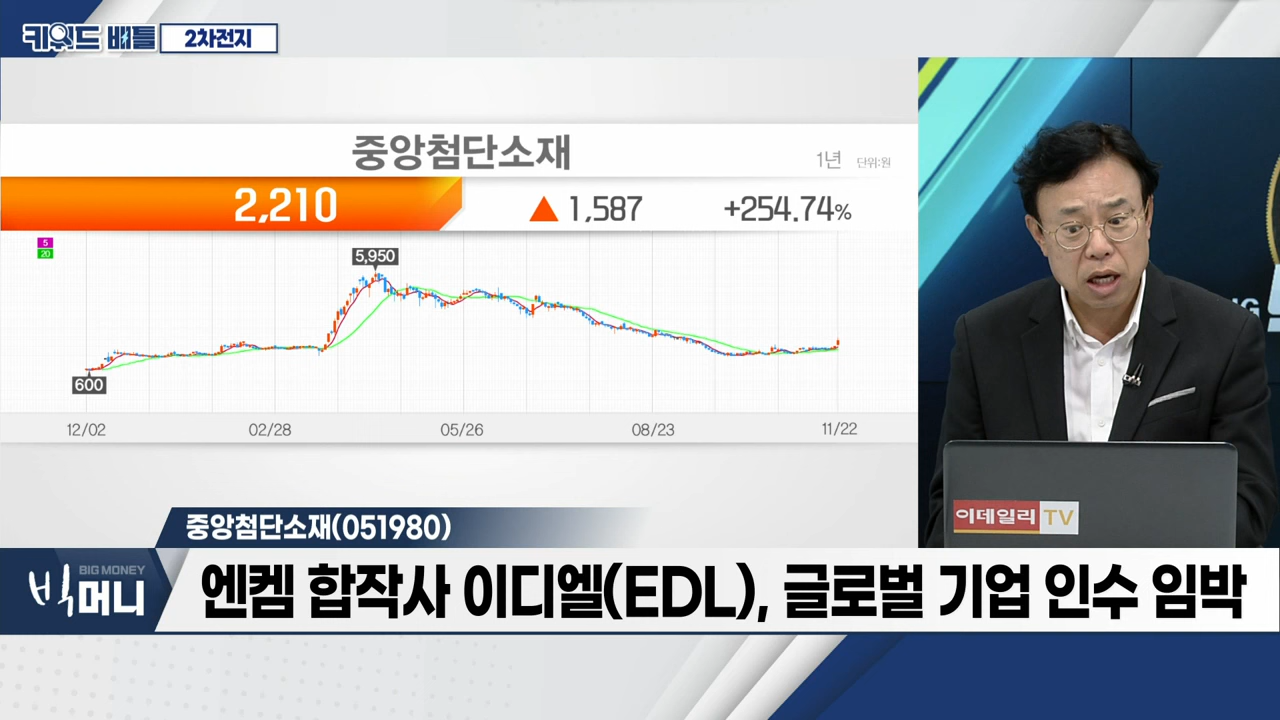 키워드 배틀 2차전지
중앙첨단소재
1년 단위:원
2,210 ▲ 1,587 +254.74%
5
20
5,950
600
12/02 02/28 05/26 08/23 11/22
이데일리 TV
중앙첨단소재(051980)
BIG MONEY
빅머니
엔켐 합작사 이디엘(EDL), 글로벌 기업 인수 임박